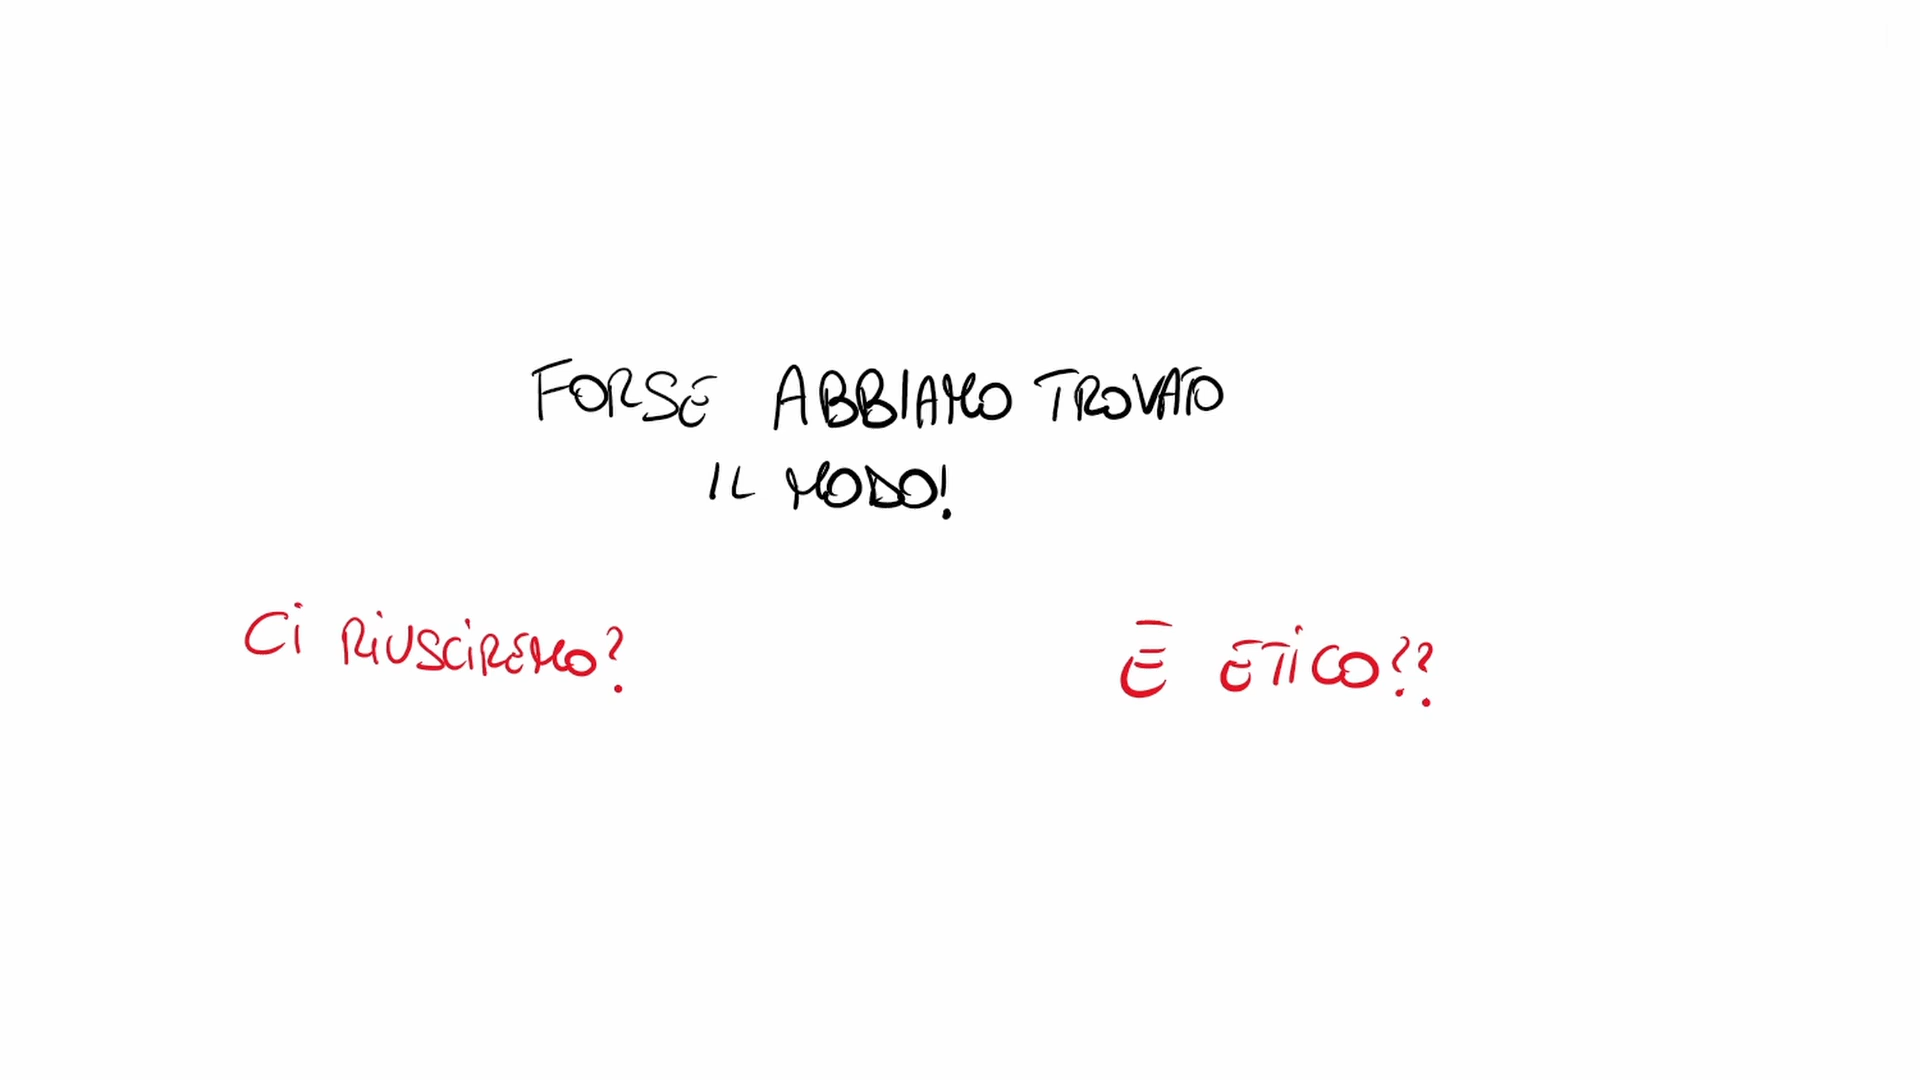 FORSE ABBIAMO TROVATO
IL MODO!
Ci RiUSCiREMO?
È ETiCO??